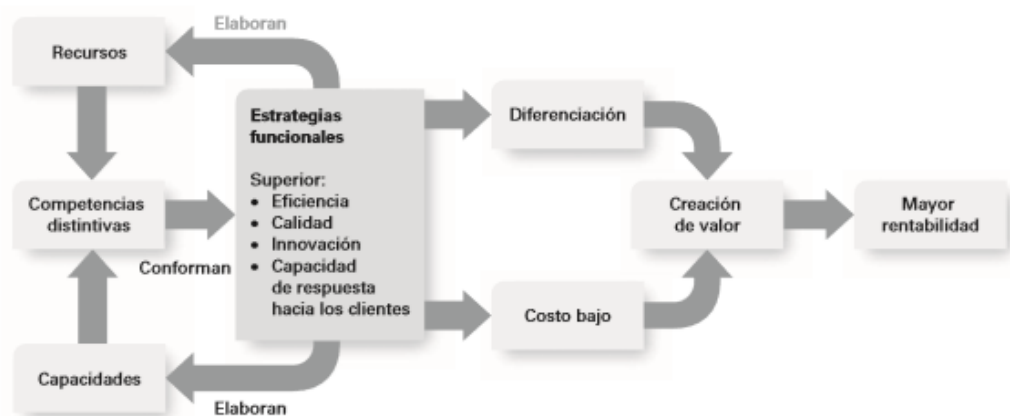 Elaboran
Recursos
Estrategias
funcionales
Superior:
• Eficiencia
• Calidad
• Innovación
• Capacidad
de respuesta
hacia los clientes
Diferenciación
Competencias
distintivas
Conforman
Creación
de valor
Mayor
rentabilidad
Costo bajo
Capacidades
Elaboran